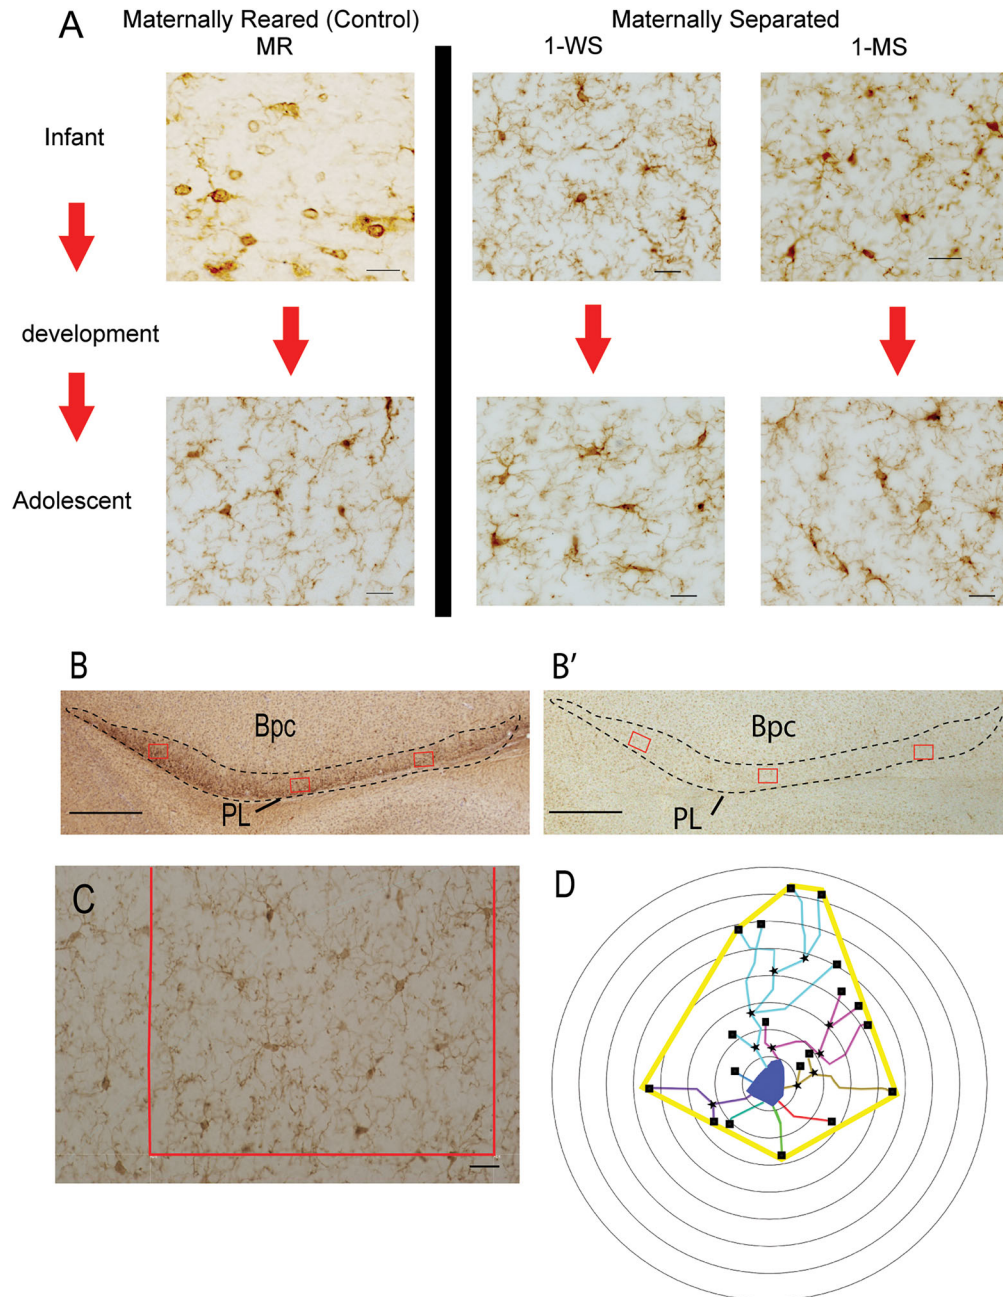 A
Maternally Reared (Control)
MR
Maternally Separated
1-WS
1-MS
Infant
development
Adolescent
B
Bpc
PL
B′
Bpc
PL
C
D